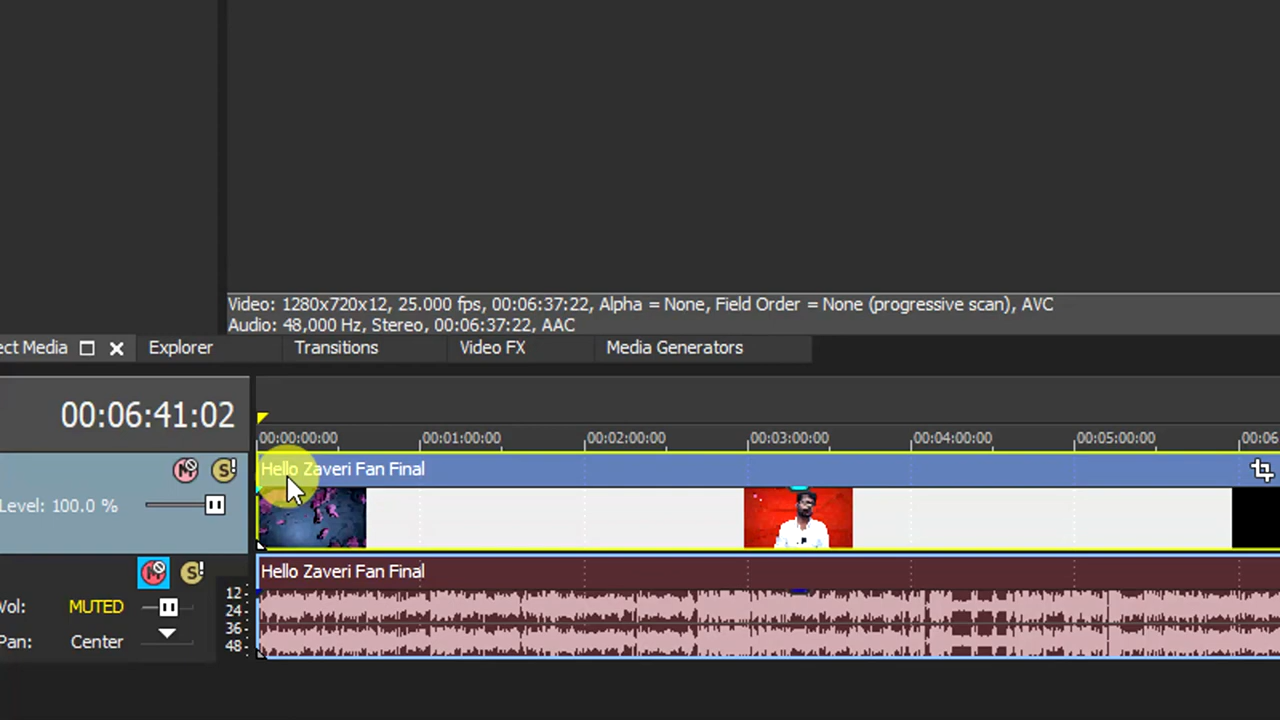 Video: 1280x720x12, 25.000 fps, 00:06:37:22, Alpha = None, Field Order = None (progressive scan), AVC
Audio: 48,000 Hz, Stereo, 00:06:37:22, AAC
ect Media Explorer Transitions Video FX Media Generators
00:06:41:02
00:00:00:00 00:01:00:00 00:02:00:00 00:03:00:00 00:04:00:00 00:05:00:00 00:06
M S! Hello Zaveri Fan Final
Level: 100.0 %
M S! Hello Zaveri Fan Final
Vol: MUTED
Pan: Center
12-
24-
36-
48-